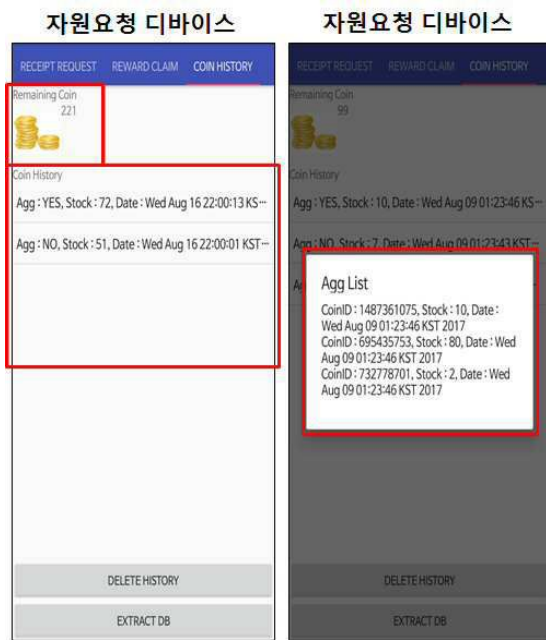 자원요청 디바이스
RECEIPT REQUEST REWARD CLAIM COIN HISTORY
Remaining Coin
221
Coin History
Agg : YES, Stock : 72, Date : Wed Aug 16 22:00:13 KS···
Agg : NO, Stock : 51, Date : Wed Aug 16 22:00:01 KST···
DELETE HISTORY
EXTRACT DB
자원요청 디바이스
RECEIPT REQUEST REWARD CLAIM COIN HISTORY
Remaining Coin
99
Coin History
Agg : YES, Stock : 10, Date : Wed Aug 09 01:23:46 KS···
Agg : NO, Stock : 7, Date : Wed Aug 09 01:23:43 KST···
Agg List
CoinID : 1487361075, Stock : 10, Date :
Wed Aug 09 01:23:46 KST 2017
CoinID : 695435753, Stock : 80, Date : Wed
Aug 09 01:23:46 KST 2017
CoinID : 732778701, Stock : 2, Date : Wed
Aug 09 01:23:46 KST 2017
DELETE HISTORY
EXTRACT DB